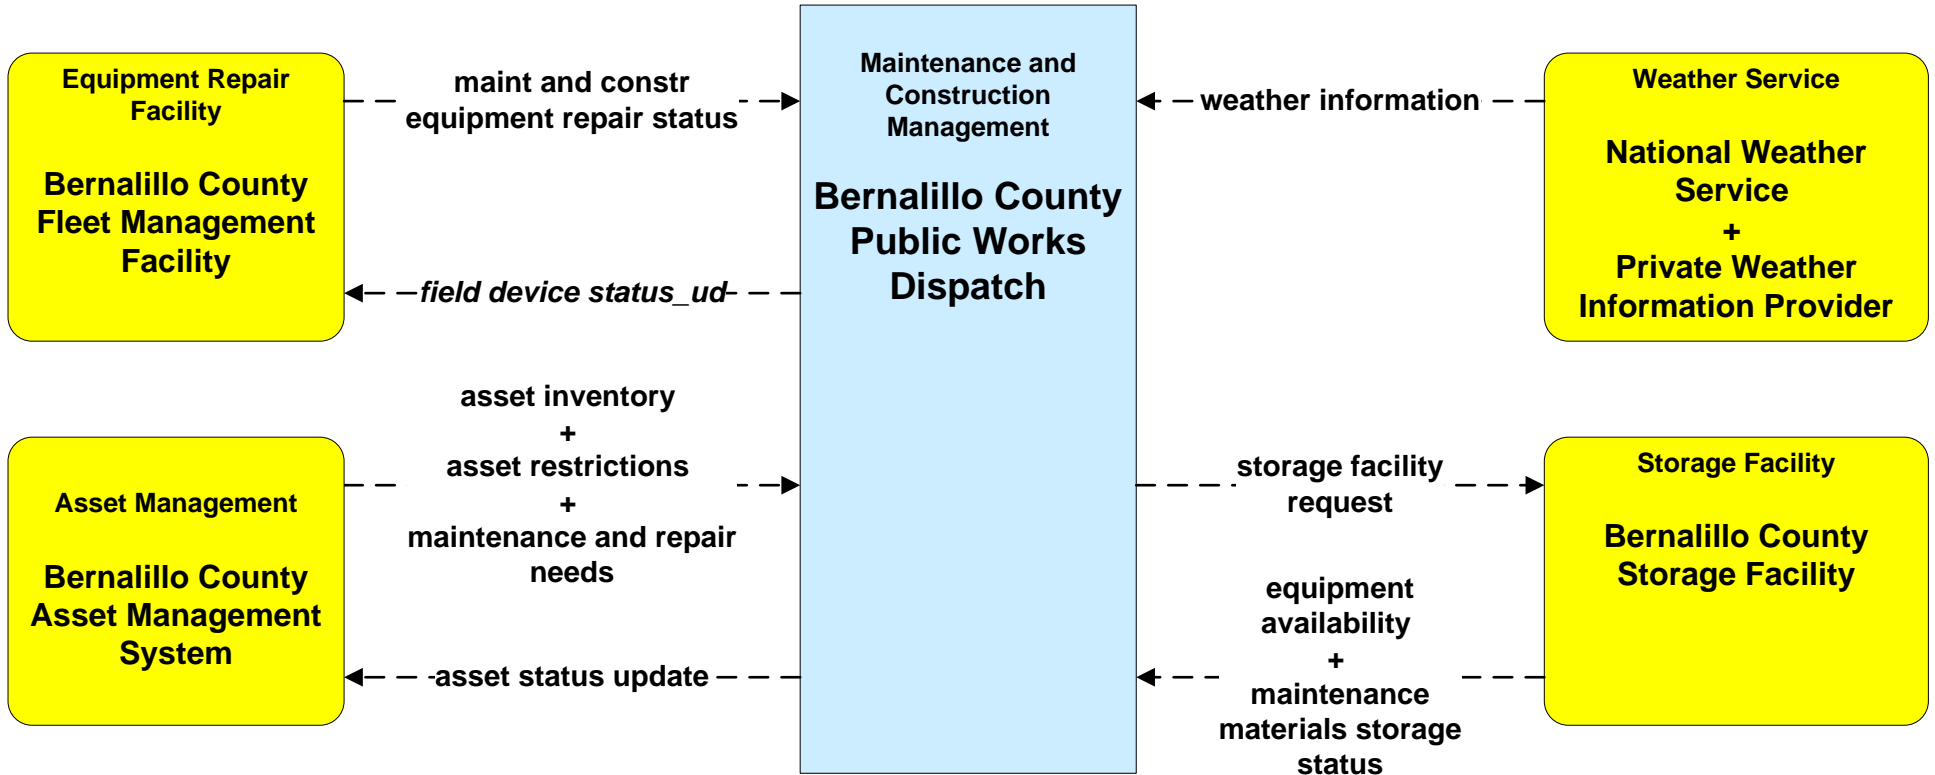 Equipment Repair
Facility
Bernalillo County
Fleet Management
Facility
maint and constr
equipment repair status
field device status_ud
Maintenance and
Construction
Management
Bernalillo County
Public Works
Dispatch
weather information
Weather Service
National Weather
Service
+
Private Weather
Information Provider
Asset Management
Bernalillo County
Asset Management
System
asset inventory
+
asset restrictions
+
maintenance and repair
needs
asset status update
storage facility
request
equipment
availability
+
maintenance
materials storage
status
Storage Facility
Bernalillo County
Storage Facility